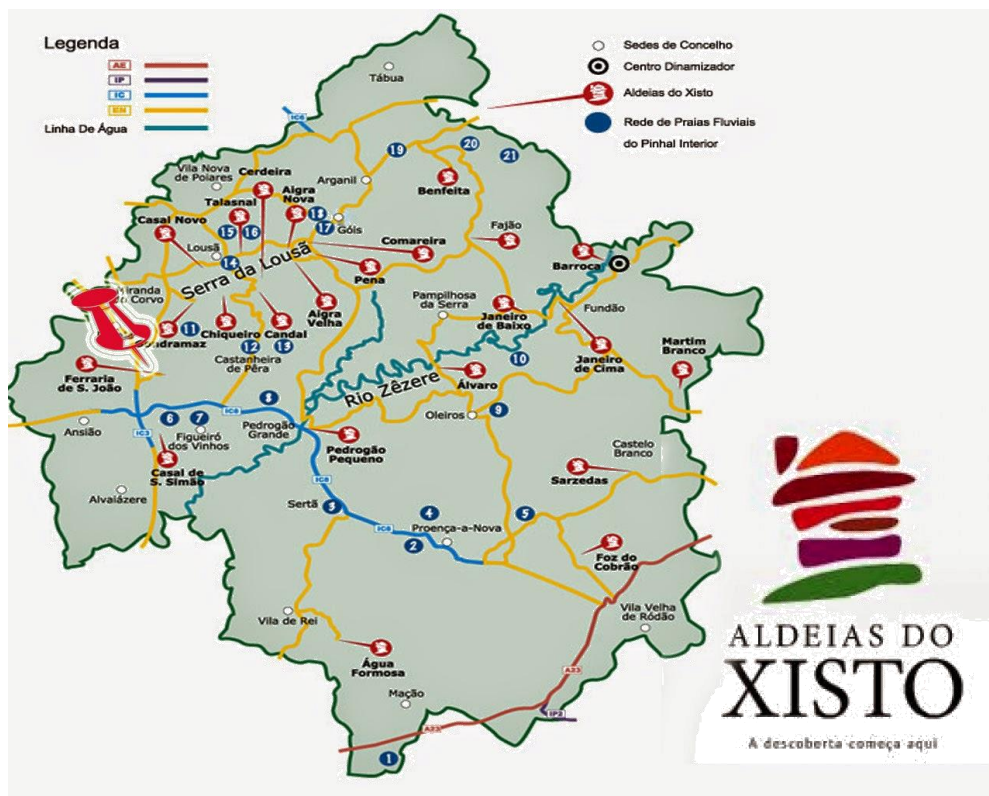 Legenda
AE
IP
IC
EN
Linha De Água
Sedes de Concelho
Centro Dinamizador
Aldeias do Xisto
Rede de Praias Fluviais
do Pinhal Interior
Tábua
IC6
19
20
21
Vila Nova
de Poiares
Cerdeira
Arganil
Benfeita
Talasnal
Aigra
Nova
18
17
Góis
Casal Novo
15
16
Fajão
Comareira
Lousã
14
Serra da Lousã
Pena
Barroca
Miranda
do Corvo
Aigra
Velha
Pampilhosa
da Serra
Janeiro
de Baixo
Fundão
11
Chiqueiro
Candal
12
13
Castanheira
de Pêra
10
Janeiro
de Cima
Martim
Branco
Ferraria
de S. João
Rio Zêzere
Álvaro
8
IC8
6
7
Oleiros
9
Ansião
IC3
Figueiró
dos Vinhos
Pedrogão
Grande
Pedrogão
Pequeno
Castelo
Branco
Casal de
S. Simão
Sarzedas
Alvaiázere
IC8
Sertã
3
4
5
IC8
Proença-a-Nova
2
Foz do
Cobrão
Vila de Rei
Vila Velha
de Ródão
Água
Formosa
A23
Mação
IP2
A23
1
ALDEIAS DO
XISTO
A descoberta começa aqui